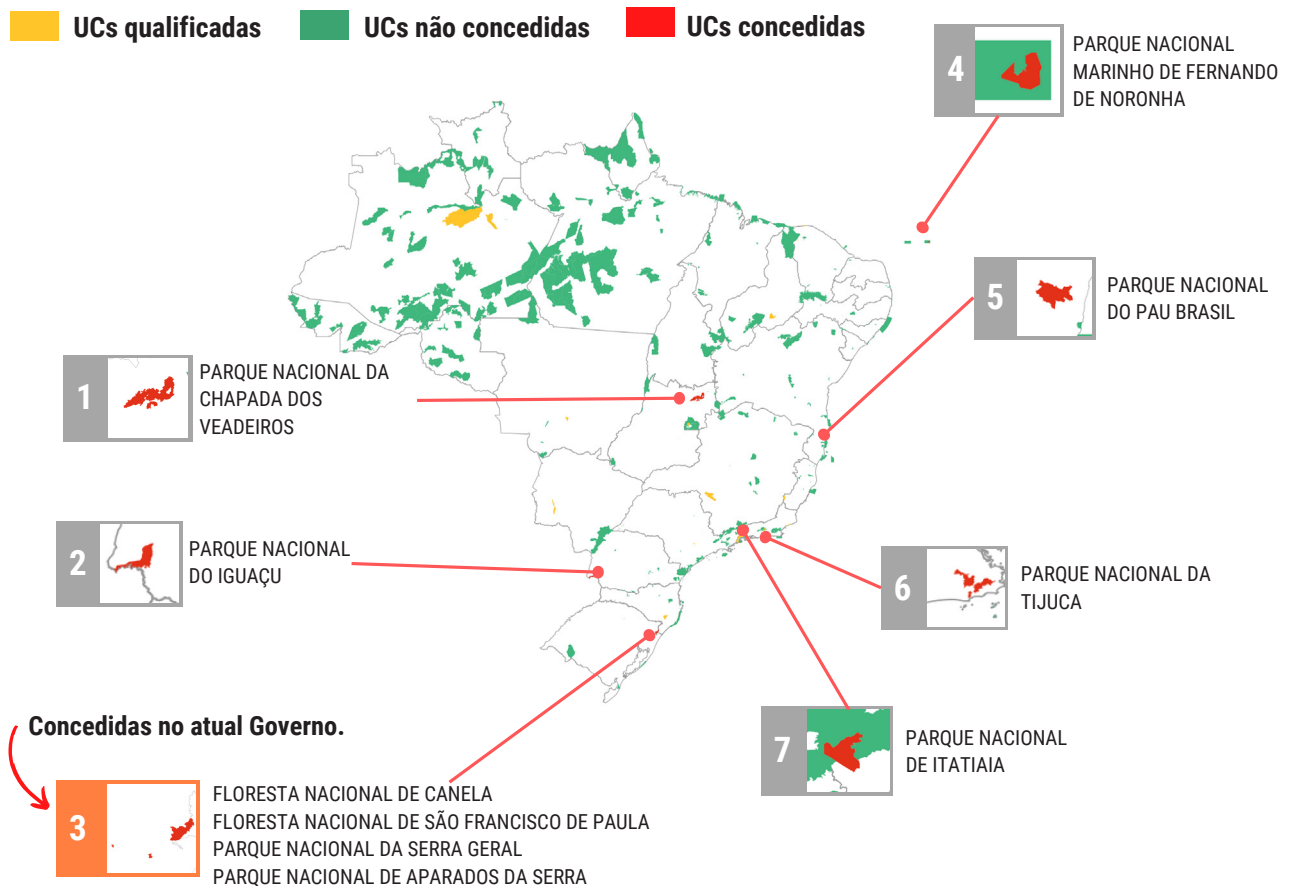 UCs qualificadas
UCs não concedidas
UCs concedidas
4
PARQUE NACIONAL
MARINHO DE FERNANDO
DE NORONHA
5
PARQUE NACIONAL
DO PAU BRASIL
1
PARQUE NACIONAL DA
CHAPADA DOS
VEADEIROS
2
PARQUE NACIONAL
DO IGUAÇU
6
PARQUE NACIONAL DA
TIJUCA
7
PARQUE NACIONAL
DE ITATIAIA
Concedidas no atual Governo.
3
FLORESTA NACIONAL DE CANELA
FLORESTA NACIONAL DE SÃO FRANCISCO DE PAULA
PARQUE NACIONAL DA SERRA GERAL
PARQUE NACIONAL DE APARADOS DA SERRA